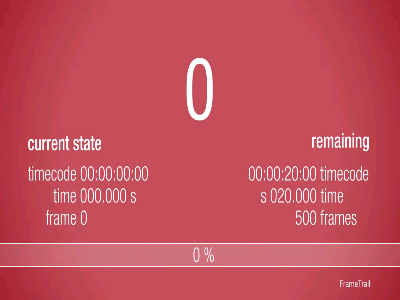 0
current state
timecode 00:00:00:00
time 000.000 s
frame 0
remaining
00:00:20:00 timecode
s 020.000 time
500 frames
0 %
FrameTrail